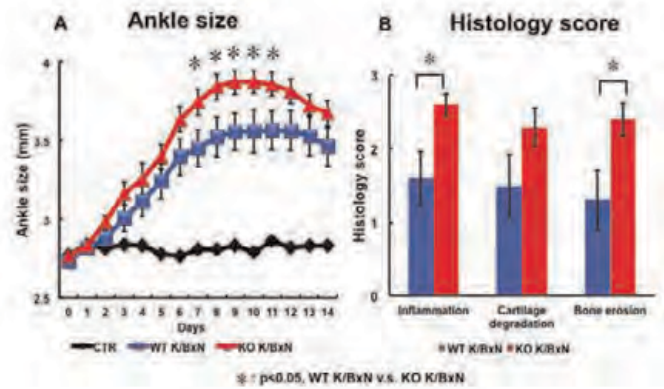 A Ankle size
* * * * *
Ankle size (mm)
4
3.5
3
2.5
0 1 2 3 4 5 6 7 8 9 10 11 12 13 14
Days
CTR WT K/BxN KO K/BxN
B Histology score
* *
Histology score
3
2
1
0
Inflammation Cartilage degradation Bone erosion
WT K/BxN KO K/BxN
* : p<0.05, WT K/BxN v.s. KO K/BxN